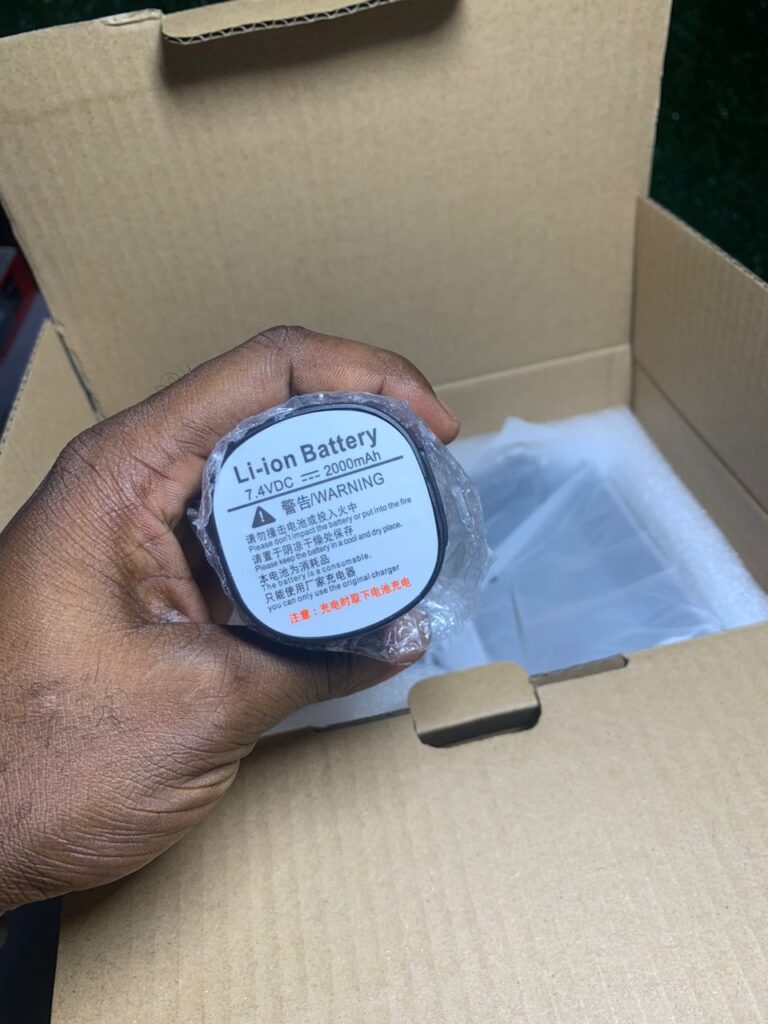 Li-ion Battery
7.4VDC ⎓ 2000mAh
警告/WARNING
请勿撞击电池或投入火中
Please don't impact the battery or put into the fire
请置于阴凉干燥处保存
Please keep the battery in a cool and dry place.
本电池为消耗品
The battery is a consumable.
只能使用厂家充电器
you can only use the original charger
注意：充电时取下电池充电